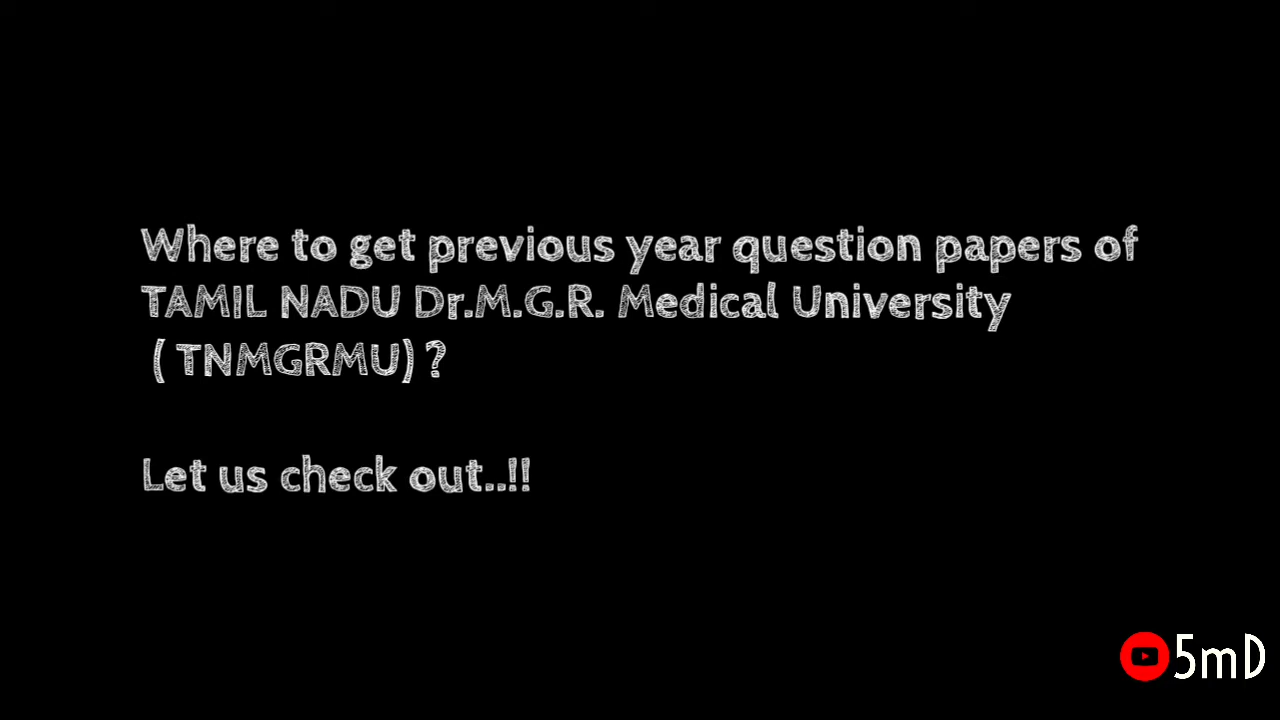 Where to get previous year question papers of
TAMIL NADU Dr.M.G.R. Medical University
( TNMGRMU) ?
Let us check out..!!
5mD